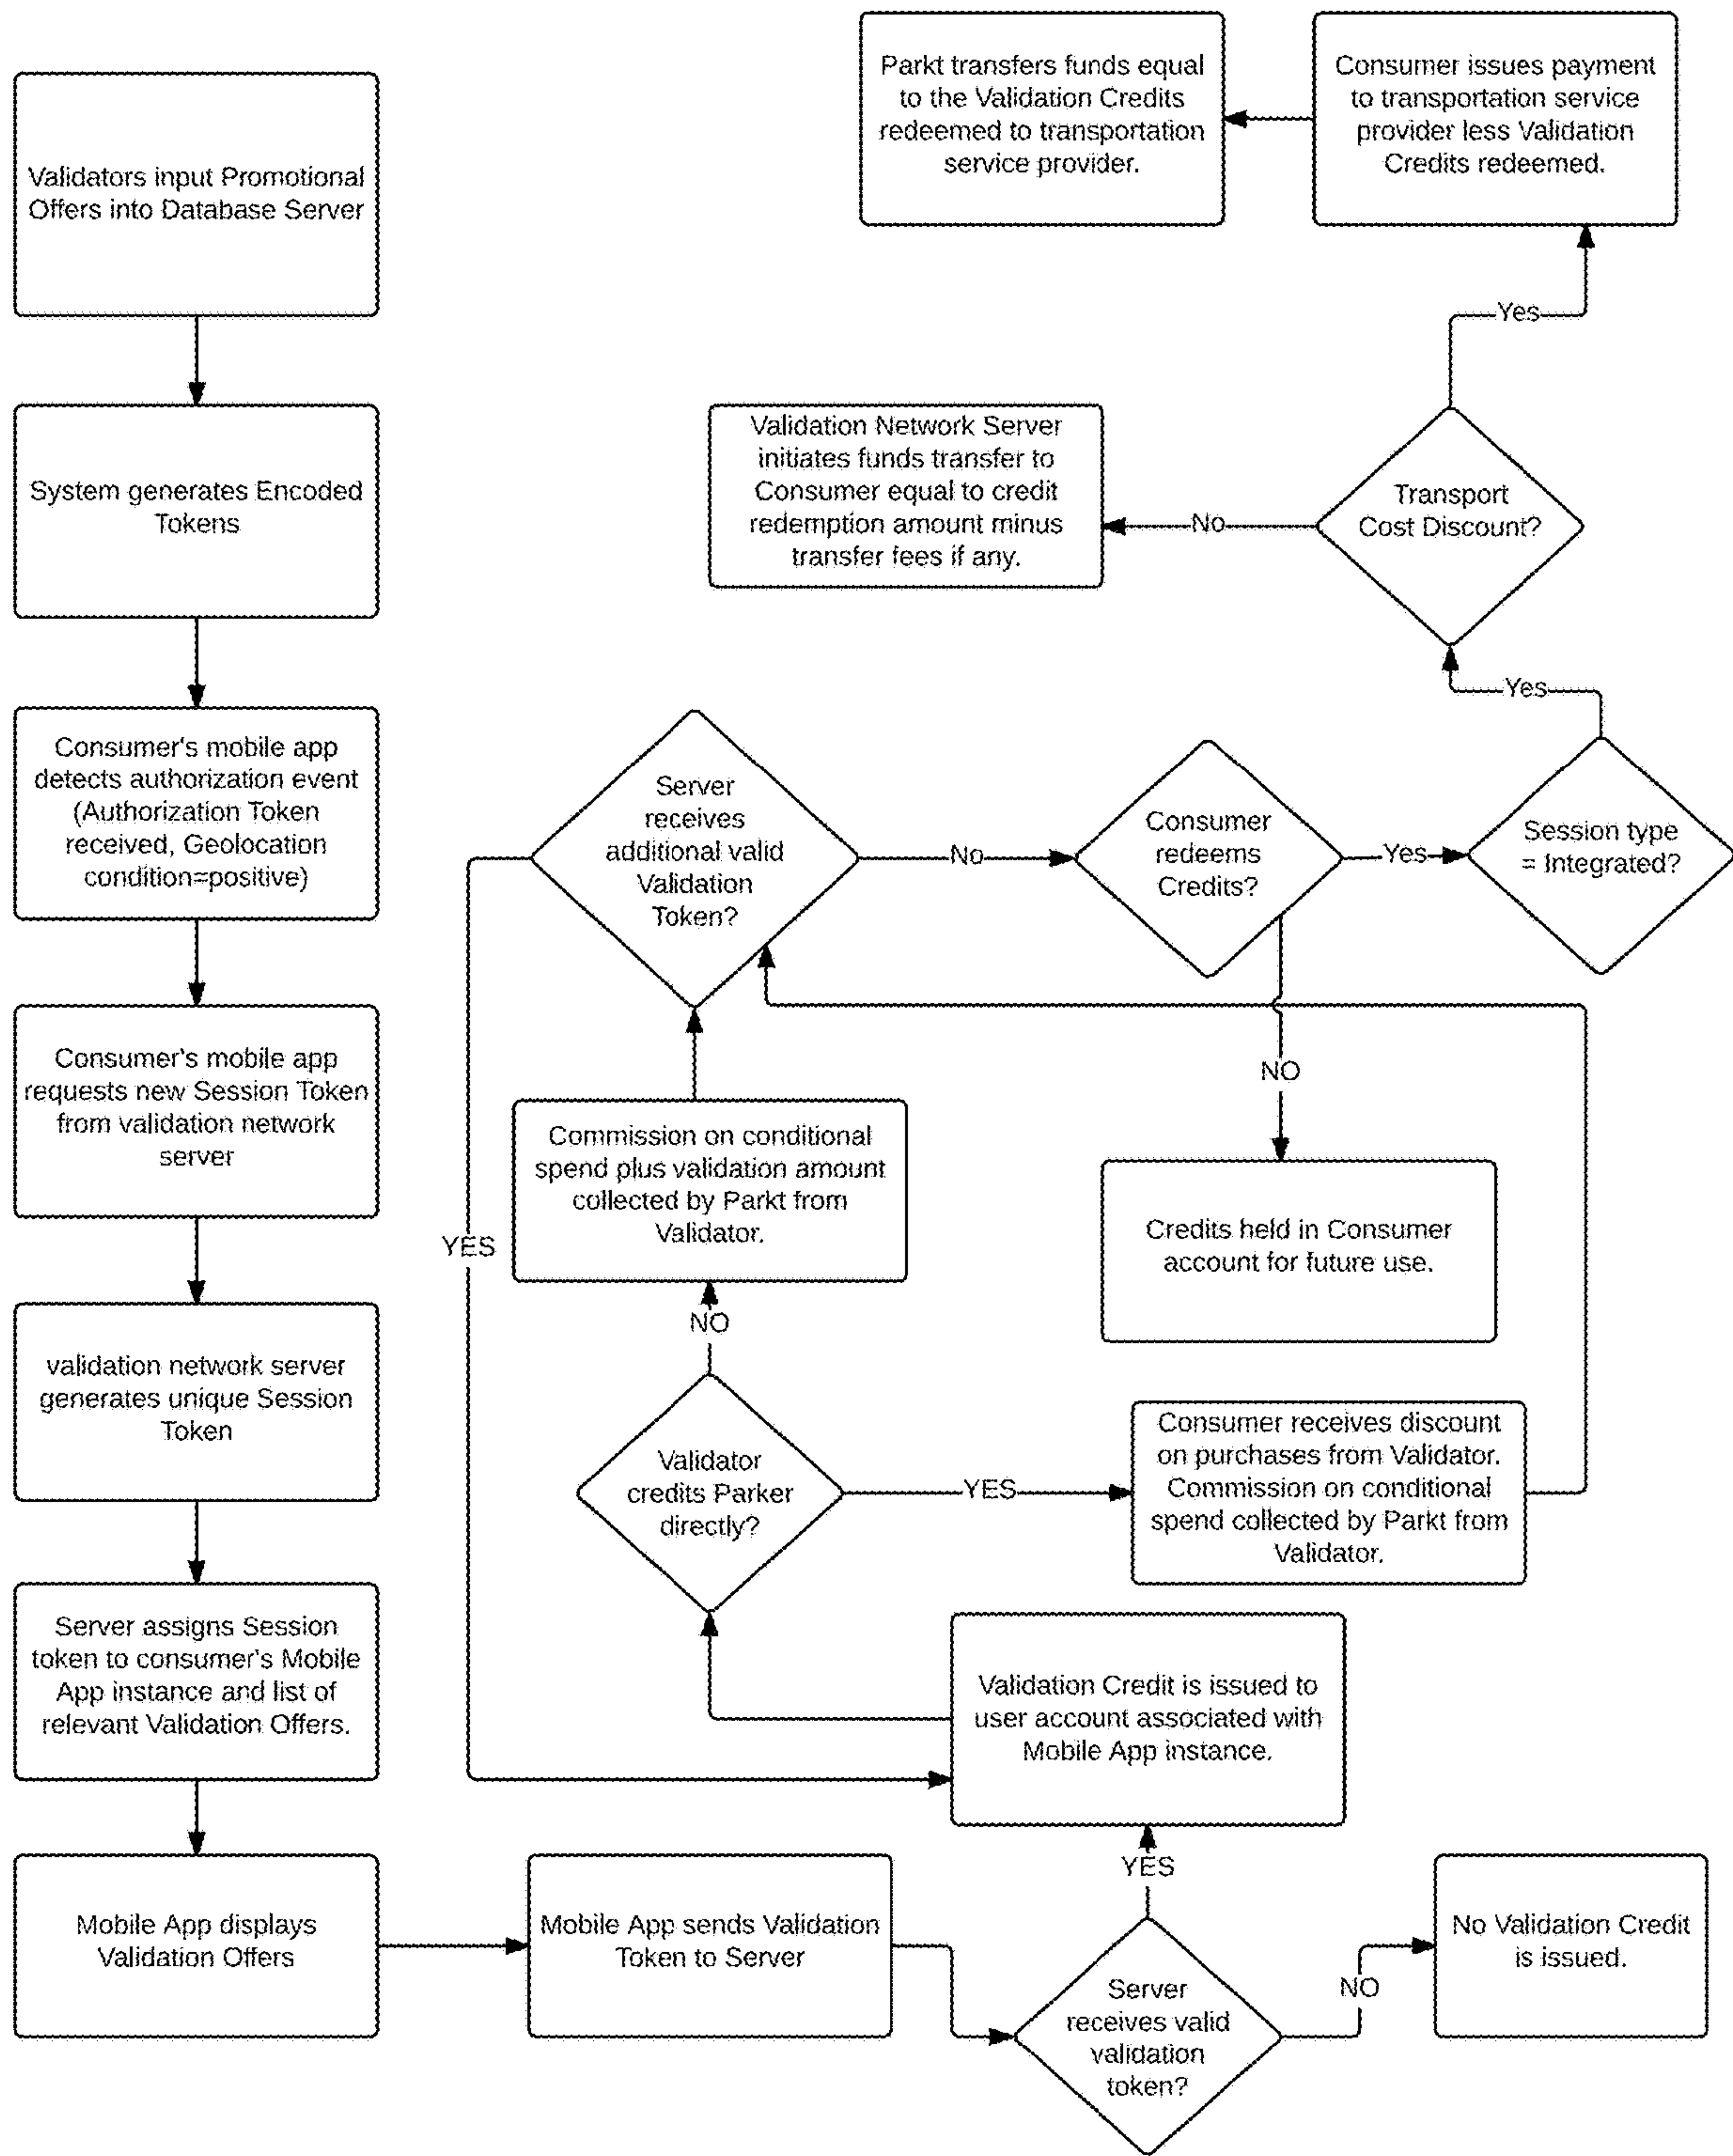 Validators input Promotional
Offers into Database Server
System generates Encoded
Tokens
Consumer's mobile app
detects authorization event
(Authorization Token
received, Geolocation
condition=positive)
Consumer's mobile app
requests new Session Token
from validation network
server
validation network server
generates unique Session
Token
Server assigns Session
token to consumer's Mobile
App instance and list of
relevant Validation Offers.
Mobile App displays
Validation Offers
Mobile App sends Validation
Token to Server
Server
receives valid
validation
token?
NO
No Validation Credit
is issued.
YES
Validation Credit is issued to
user account associated with
Mobile App instance.
Validator
credits Parker
directly?
YES
Consumer receives discount
on purchases from Validator.
Commission on conditional
spend collected by Parkt from
Validator.
NO
Commission on conditional
spend plus validation amount
collected by Parkt from
Validator.
Server
receives
additional valid
Validation
Token?
YES
No
Consumer
redeems
Credits?
NO
Credits held in Consumer
account for future use.
Yes
Session type
= Integrated?
Yes
Transport
Cost Discount?
No
Validation Network Server
initiates funds transfer to
Consumer equal to credit
redemption amount minus
transfer fees if any.
Yes
Consumer issues payment
to transportation service
provider less Validation
Credits redeemed.
Parkt transfers funds equal
to the Validation Credits
redeemed to transportation
service provider.